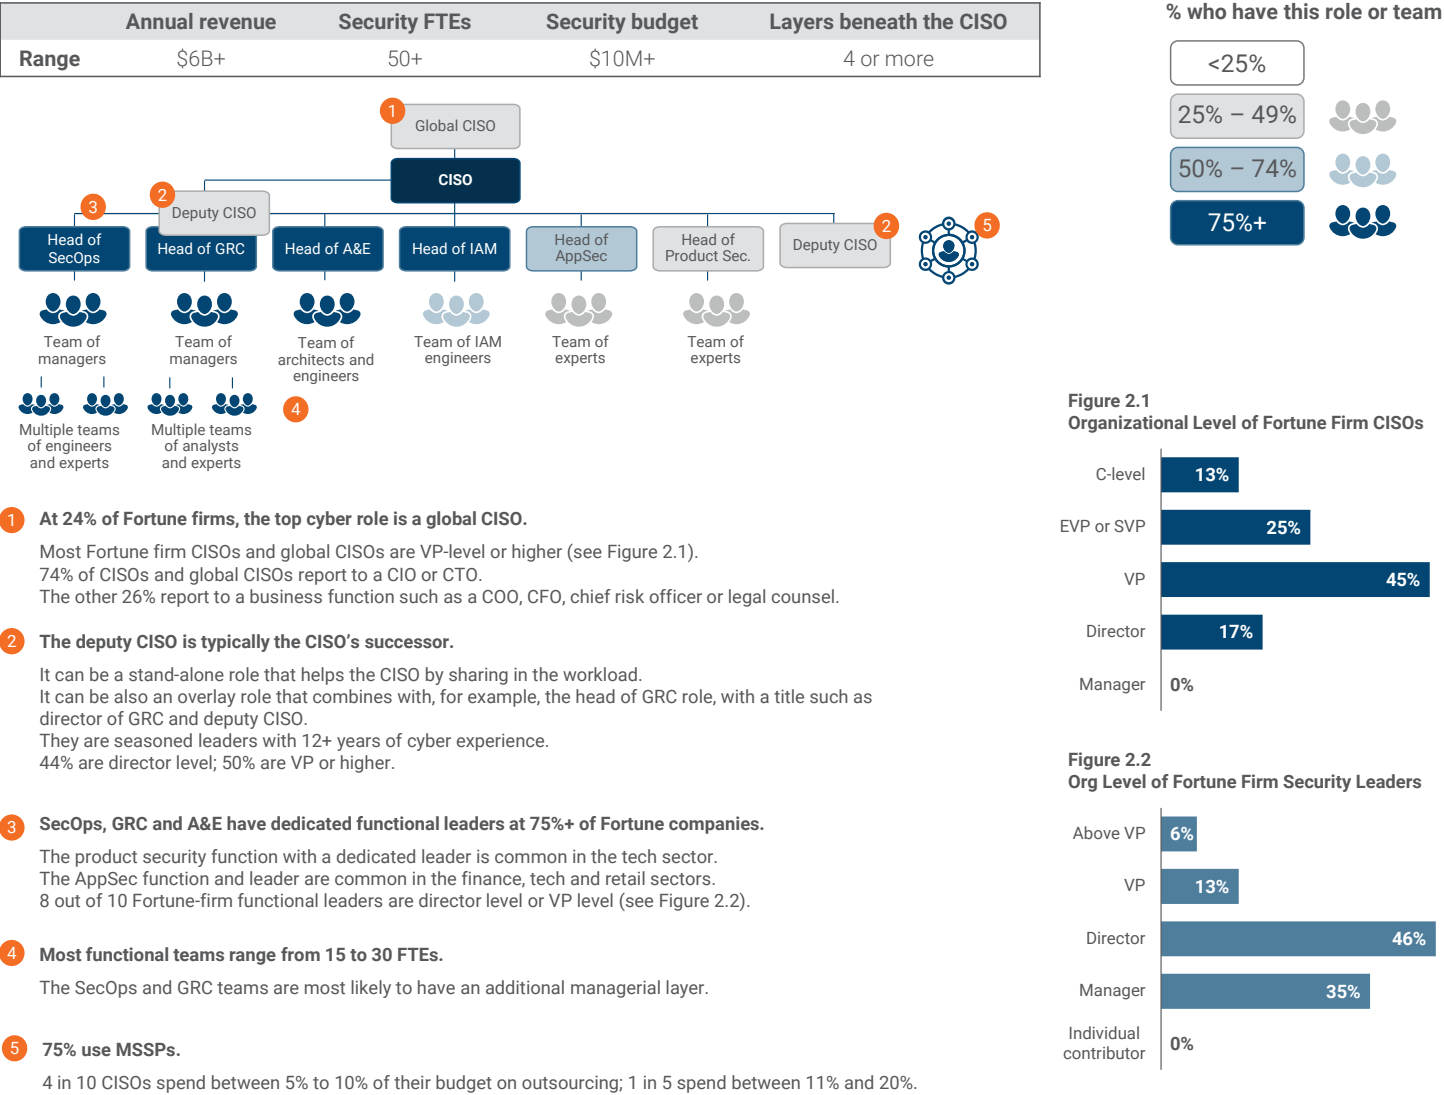 Annual revenue Security FTEs Security budget Layers beneath the CISO
Range $6B+ 50+ $10M+ 4 or more
% who have this role or team
<25%
25% – 49%
50% – 74%
75%+
1
Global CISO
CISO
2
Deputy CISO
3
Head of
SecOps
Head of GRC
Head of A&E
Head of IAM
Head of
AppSec
Head of
Product Sec.
Deputy CISO
2
5
Team of
managers
Team of
managers
Team of
architects and
engineers
Team of IAM
engineers
Team of
experts
Team of
experts
4
Multiple teams
of engineers
and experts
Multiple teams
of analysts
and experts
1 At 24% of Fortune firms, the top cyber role is a global CISO.
Most Fortune firm CISOs and global CISOs are VP-level or higher (see Figure 2.1).
74% of CISOs and global CISOs report to a CIO or CTO.
The other 26% report to a business function such as a COO, CFO, chief risk officer or legal counsel.
2 The deputy CISO is typically the CISO’s successor.
It can be a stand-alone role that helps the CISO by sharing in the workload.
It can be also an overlay role that combines with, for example, the head of GRC role, with a title such as
director of GRC and deputy CISO.
They are seasoned leaders with 12+ years of cyber experience.
44% are director level; 50% are VP or higher.
3 SecOps, GRC and A&E have dedicated functional leaders at 75%+ of Fortune companies.
The product security function with a dedicated leader is common in the tech sector.
The AppSec function and leader are common in the finance, tech and retail sectors.
8 out of 10 Fortune-firm functional leaders are director level or VP level (see Figure 2.2).
4 Most functional teams range from 15 to 30 FTEs.
The SecOps and GRC teams are most likely to have an additional managerial layer.
5 75% use MSSPs.
4 in 10 CISOs spend between 5% to 10% of their budget on outsourcing; 1 in 5 spend between 11% and 20%.
Figure 2.1
Organizational Level of Fortune Firm CISOs
C-level 13%
EVP or SVP 25%
VP 45%
Director 17%
Manager 0%
Figure 2.2
Org Level of Fortune Firm Security Leaders
Above VP 6%
VP 13%
Director 46%
Manager 35%
Individual
contributor 0%